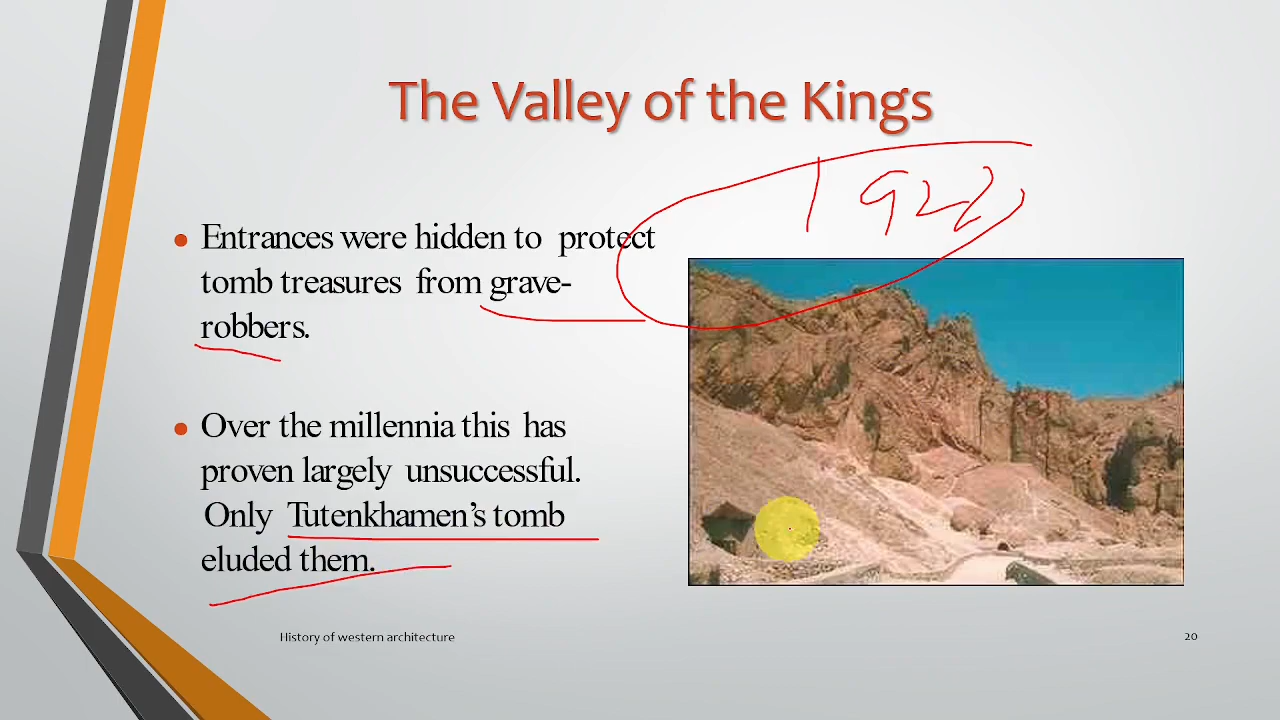 The Valley of the Kings
1922
Entrances were hidden to protect
tomb treasures from grave-
robbers.
Over the millennia this has
proven largely unsuccessful.
Only Tutenkhamen's tomb
eluded them.
History of western architecture
20